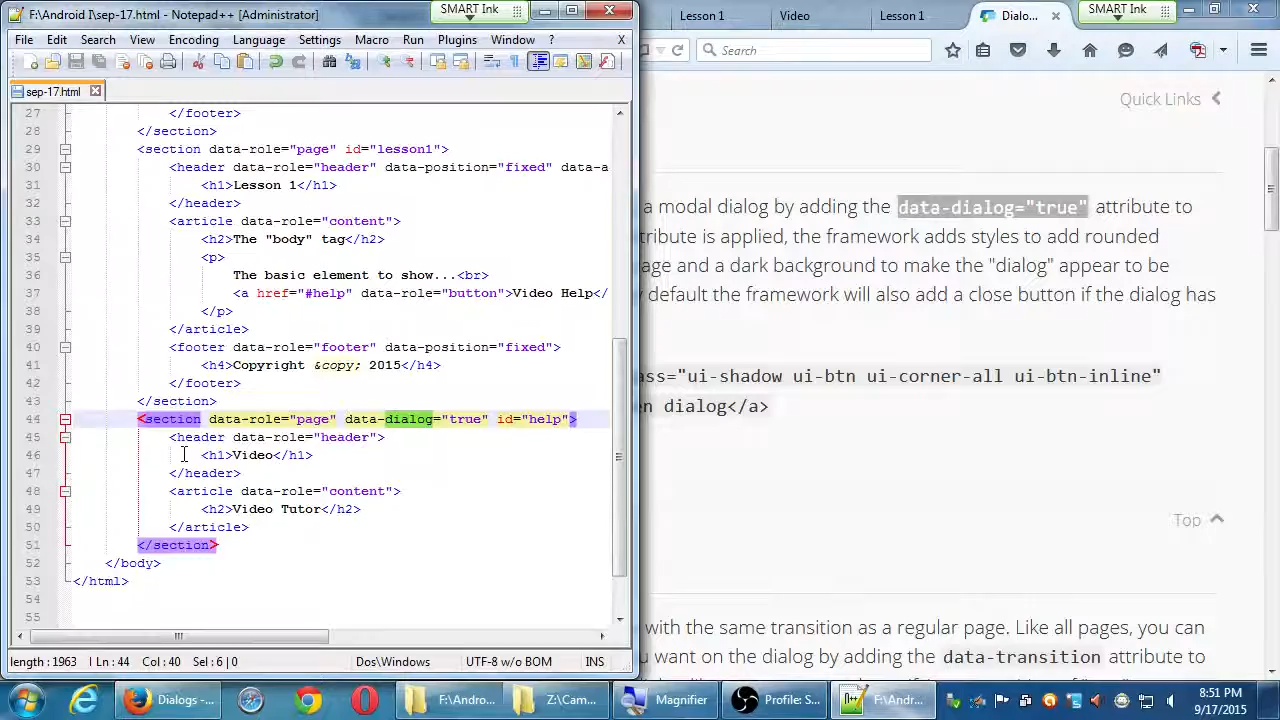 F:\Android I\sep-17.html - Notepad++ [Administrator]
SMART Ink
File Edit Search View Encoding Language Settings Macro Run Plugins Window ? X
sep-17.html
27 </footer>
28 </section>
29 <section data-role="page" id="lesson1">
30 <header data-role="header" data-position="fixed" data-a
31 <h1>Lesson 1</h1>
32 </header>
33 <article data-role="content">
34 <h2>The "body" tag</h2>
35 <p>
36 The basic element to show...<br>
37 <a href="#help" data-role="button">Video Help</
38 </p>
39 </article>
40 <footer data-role="footer" data-position="fixed">
41 <h4>Copyright &copy; 2015</h4>
42 </footer>
43 </section>
44 <section data-role="page" data-dialog="true" id="help">
45 <header data-role="header">
46 <h1>Video</h1>
47 </header>
48 <article data-role="content">
49 <h2>Video Tutor</h2>
50 </article>
51 </section>
52 </body>
53 </html>
54
55
length : 1963 Ln : 44 Col : 40 Sel : 6 | 0 Dos\Windows UTF-8 w/o BOM INS
Lesson 1 Video Lesson 1 Dialo... SMART Ink
Search
Quick Links
a modal dialog by adding the data-dialog="true" attribute to
tribute is applied, the framework adds styles to add rounded
age and a dark background to make the "dialog" appear to be
y default the framework will also add a close button if the dialog has
ass="ui-shadow ui-btn ui-corner-all ui-btn-inline"
en dialog</a>
Top
with the same transition as a regular page. Like all pages, you can
u want on the dialog by adding the data-transition attribute to
Dialogs -... F:\Andro... Z:\Cam... Magnifier Profile: S... F:\Andr...
8:51 PM
9/17/2015